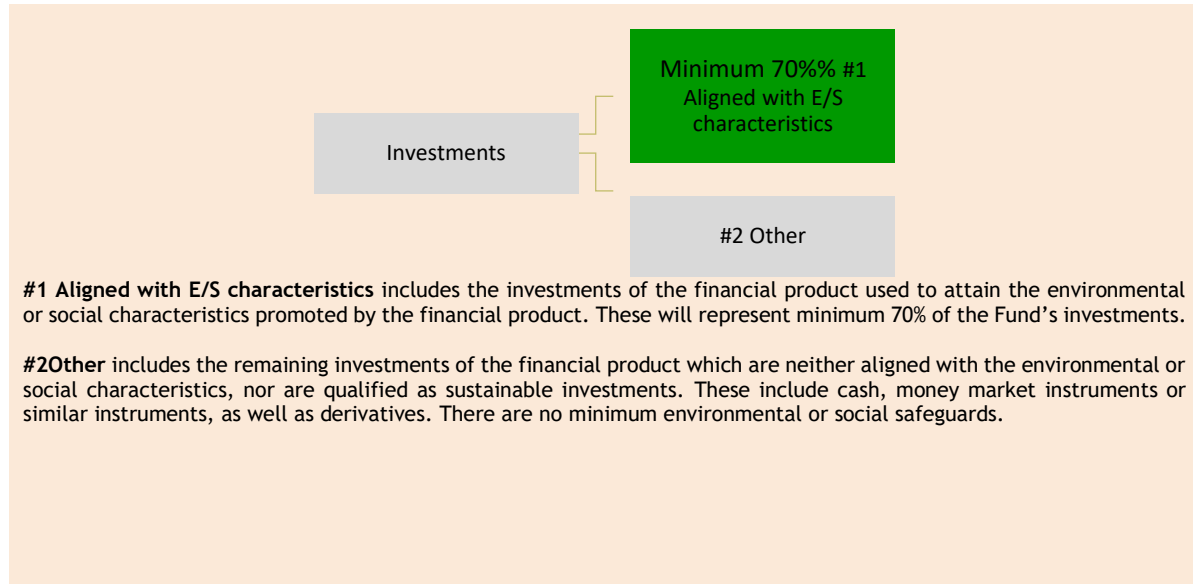 Minimum 70%% #1
Aligned with E/S
characteristics
Investments
#2 Other
#1 Aligned with E/S characteristics includes the investments of the financial product used to attain the environmental
or social characteristics promoted by the financial product. These will represent minimum 70% of the Fund’s investments.
#2Other includes the remaining investments of the financial product which are neither aligned with the environmental or
social characteristics, nor are qualified as sustainable investments. These include cash, money market instruments or
similar instruments, as well as derivatives. There are no minimum environmental or social safeguards.